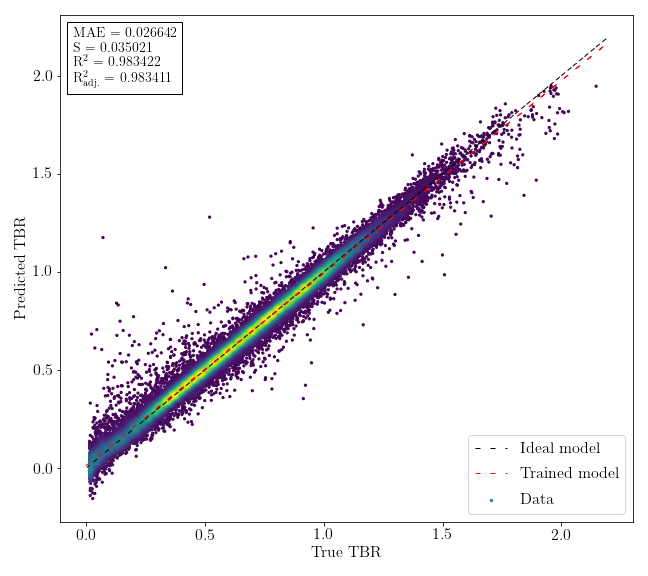 MAE = 0.026642
S = 0.035021
R² = 0.983422
R²adj. = 0.983411
Predicted TBR
2.0
1.5
1.0
0.5
0.0
0.0 0.5 1.0 1.5 2.0
True TBR
Ideal model
Trained model
Data